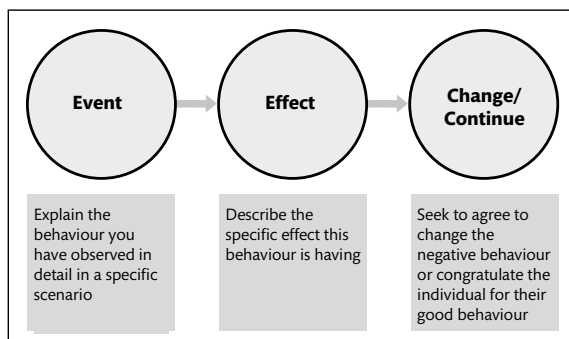 Event
Effect
Change/
Continue
Explain the
behaviour you
have observed in
detail in a specific
scenario
Describe the
specific effect this
behaviour is having
Seek to agree to
change the
negative behaviour
or congratulate the
individual for their
good behaviour